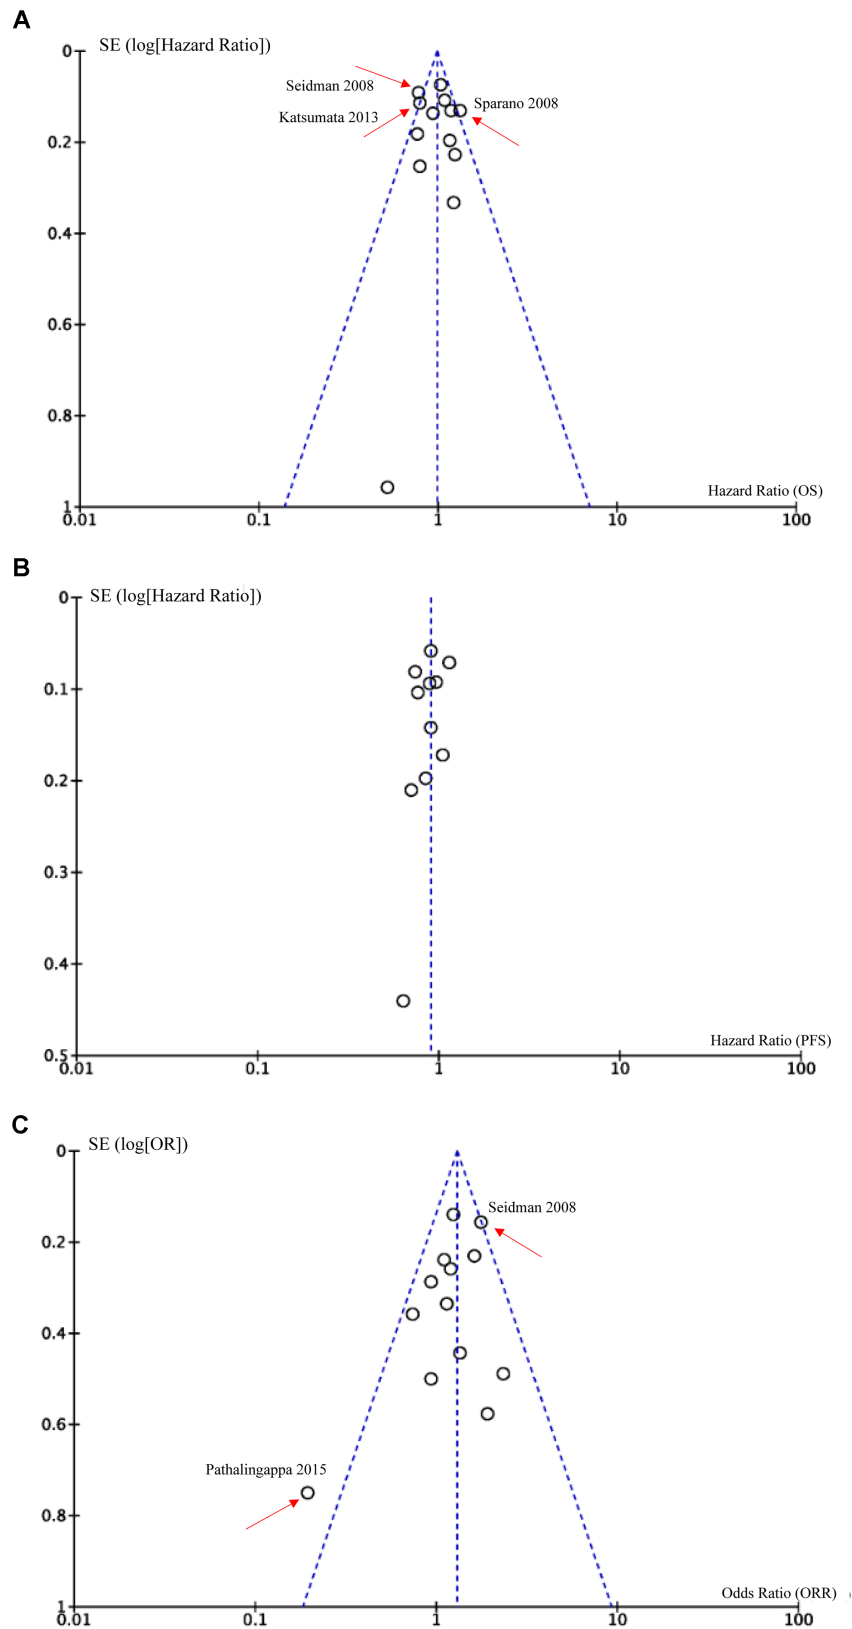 A
SE (log[Hazard Ratio])
0
Seidman 2008
Sparano 2008
Katsumata 2013
0.2
0.4
0.6
0.8
Hazard Ratio (OS)
1
0.01 0.1 1 10 100
B
SE (log[Hazard Ratio])
0
0.1
0.2
0.3
0.4
Hazard Ratio (PFS)
0.5
0.01 0.1 1 10 100
C
SE (log[OR])
0
Seidman 2008
0.2
0.4
0.6
Pathalingappa 2015
0.8
Odds Ratio (ORR)
1
0.01 0.1 1 10 100